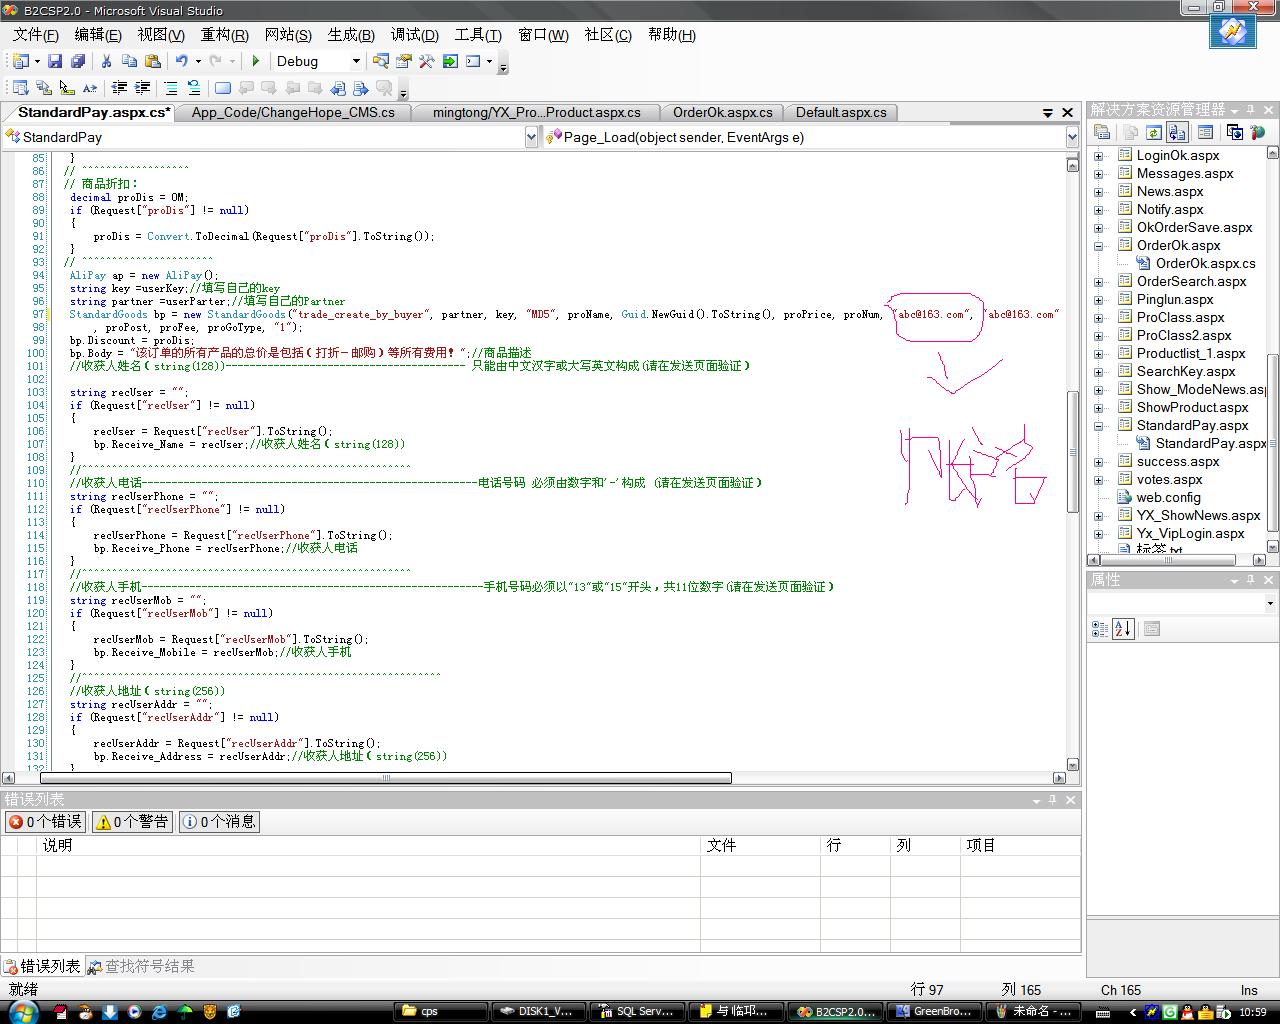 B2CSP2.0 - Microsoft Visual Studio
文件(F) 编辑(E) 视图(V) 重构(R) 网站(S) 生成(B) 调试(D) 工具(T) 窗口(W) 社区(C) 帮助(H)
Debug
StandardPay.aspx.cs* App_Code/ChangeHope_CMS.cs mingtong/YX_Pro...Product.aspx.cs OrderOk.aspx.cs Default.aspx.cs
StandardPay Page_Load(object sender, EventArgs e)
85 }
86 // ^^^^^^^^^^^^^^^^^^
87 // 商品折扣：
88 decimal proDis = 0M;
89 if (Request["proDis"] != null)
90 {
91 proDis = Convert.ToDecimal(Request["proDis"].ToString());
92 }
93 // ^^^^^^^^^^^^^^^^^^^^^^
94 AliPay ap = new AliPay();
95 string key =userKey;//填写自己的key
96 string partner =userParter;//填写自己的Partner
97 StandardGoods bp = new StandardGoods("trade_create_by_buyer", partner, key, "MD5", proName, Guid.NewGuid().ToString(), proPrice, proNum, "abc@163.com", "abc@163.com"
98 , proPost, proFee, proGoType, "1");
99 bp.Discount = proDis;
100 bp.Body = "该订单的所有产品的总价是包括（打折－邮购）等所有费用！";//商品描述
101 //收获人姓名（string(128))---------------------------------------- 只能由中文汉字或大写英文构成(请在发送页面验证）
102
103 string recUser = "";
104 if (Request["recUser"] != null)
105 {
106 recUser = Request["recUser"].ToString();
107 bp.Receive_Name = recUser;//收获人姓名（string(128))
108 }
109 //^^^^^^^^^^^^^^^^^^^^^^^^^^^^^^^^^^^^^^^^^^^^^^^^^^^^^^^
110 //收获人电话--------------------------------------------------------电话号码 必须由数字和'-'构成 (请在发送页面验证）
111 string recUserPhone = "";
112 if (Request["recUserPhone"] != null)
113 {
114 recUserPhone = Request["recUserPhone"].ToString();
115 bp.Receive_Phone = recUserPhone;//收获人电话
116 }
117 //^^^^^^^^^^^^^^^^^^^^^^^^^^^^^^^^^^^^^^^^^^^^^^^^^^^^^^^
118 //收获人手机---------------------------------------------------------手机号码必须以"13"或"15"开头，共11位数字(请在发送页面验证）
119 string recUserMob = "";
120 if (Request["recUserMob"] != null)
121 {
122 recUserMob = Request["recUserMob"].ToString();
123 bp.Receive_Mobile = recUserMob;//收获人手机
124 }
125 //^^^^^^^^^^^^^^^^^^^^^^^^^^^^^^^^^^^^^^^^^^^^^^^^^^^^^^^^^^^^
126 //收获人地址（string(256))
127 string recUserAddr = "";
128 if (Request["recUserAddr"] != null)
129 {
130 recUserAddr = Request["recUserAddr"].ToString();
131 bp.Receive_Address = recUserAddr;//收获人地址（string(256))
132 }
解决方案资源管理器
LoginOk.aspx
Messages.aspx
News.aspx
Notify.aspx
OkOrderSave.aspx
OrderOk.aspx
OrderOk.aspx.cs
OrderSearch.aspx
Pinglun.aspx
ProClass.aspx
ProClass2.aspx
Productlist_1.aspx
SearchKey.aspx
Show_ModeNews.asp
ShowProduct.aspx
StandardPay.aspx
StandardPay.aspx
success.aspx
votes.aspx
web.config
YX_ShowNews.aspx
Yx_VipLogin.aspx
标签.txt
属性
错误列表
0 个错误 0 个警告 0 个消息
说明 文件 行 列 项目
错误列表 查找符号结果
就绪 行 97 列 165 Ch 165 Ins
cps DISK1_V... SQL Serv... 与 临邛... B2CSP2.0... GreenBro... 未命名 - ... 10:59